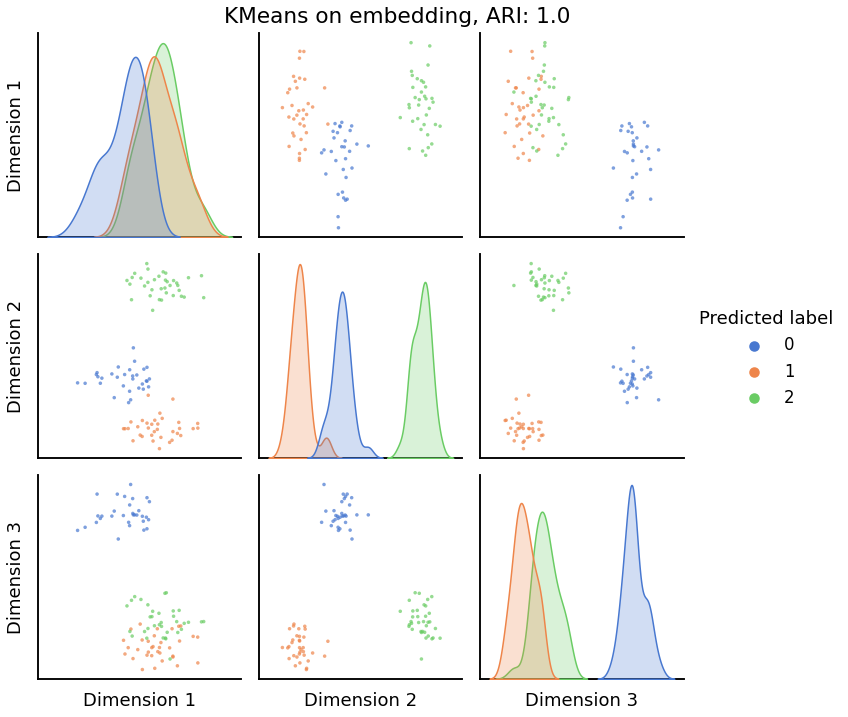 KMeans on embedding, ARI: 1.0
Dimension 1
Dimension 2
Dimension 3
Predicted label
0
1
2
Dimension 1
Dimension 2
Dimension 3